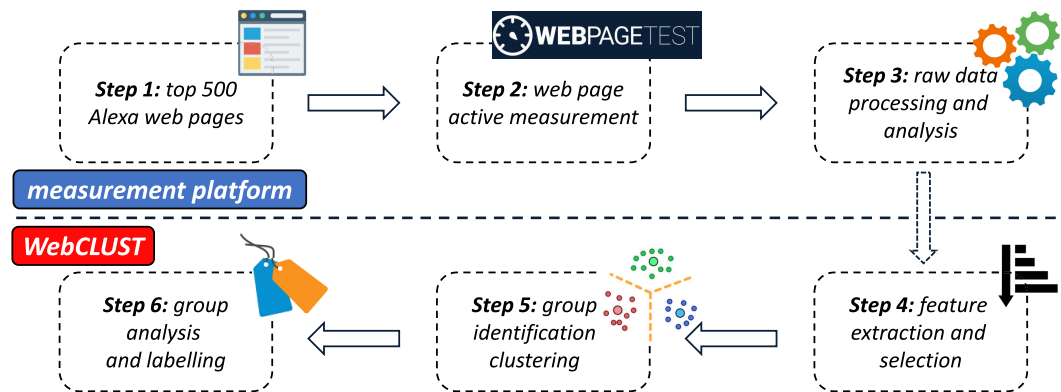 WEBPAGETEST
Step 1: top 500
Alexa web pages
Step 2: web page
active measurement
Step 3: raw data
processing and
analysis
measurement platform
WebCLUST
Step 6: group
analysis
and labelling
Step 5: group
identification
clustering
Step 4: feature
extraction and
selection